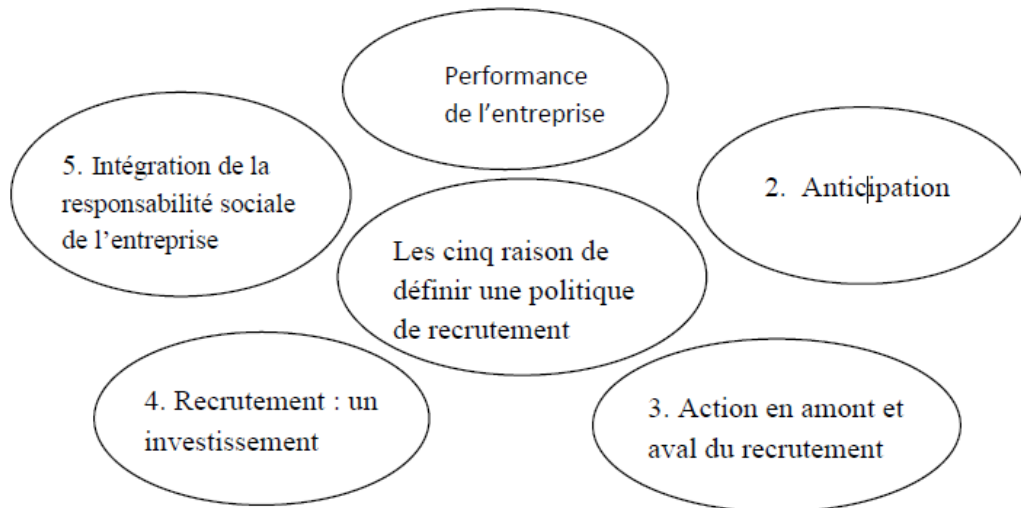 Performance
de l'entreprise
5. Intégration de la
responsabilité sociale
de l'entreprise
2. Anticipation
Les cinq raison de
définir une politique
de recrutement
4. Recrutement : un
investissement
3. Action en amont et
aval du recrutement